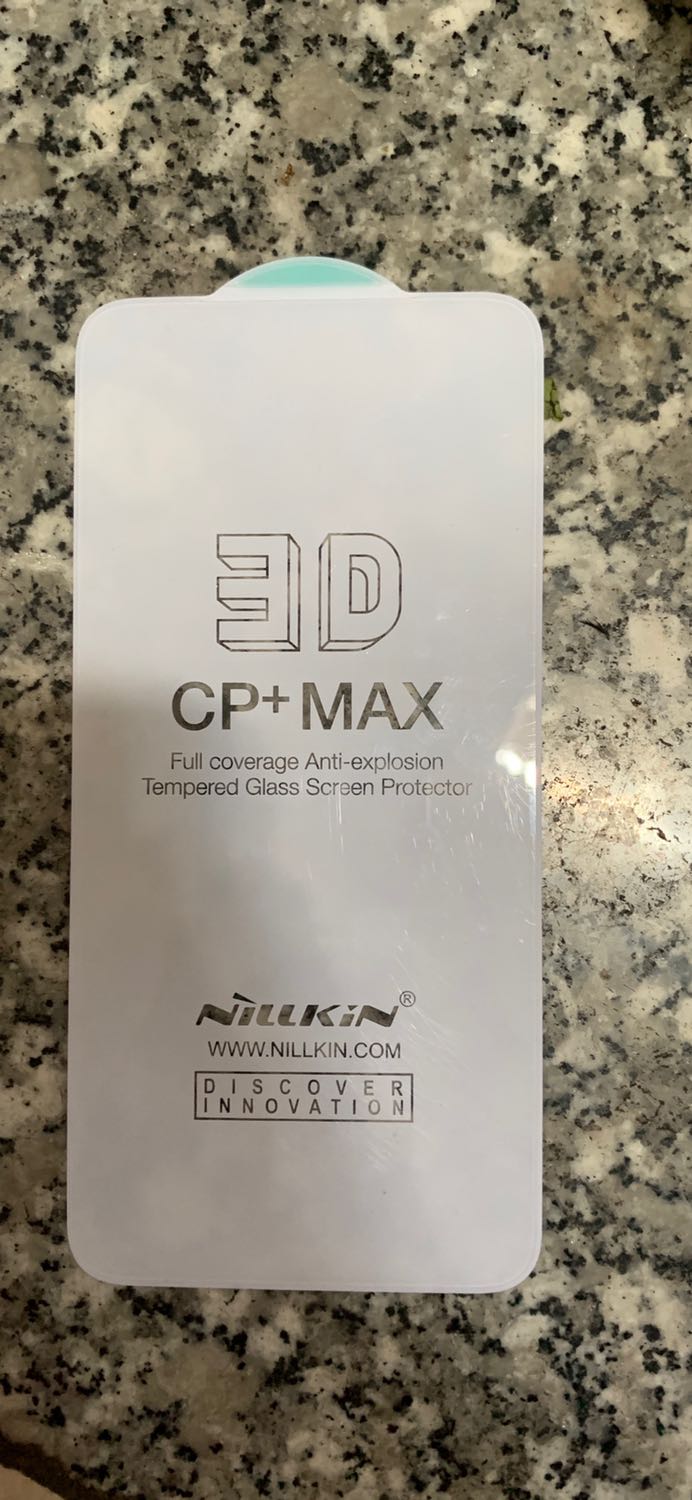 3D
CP+ MAX
Full coverage Anti-explosion
Tempered Glass Screen Protector
NILLKIN®
WWW.NILLKIN.COM
DISCOVER
INNOVATION